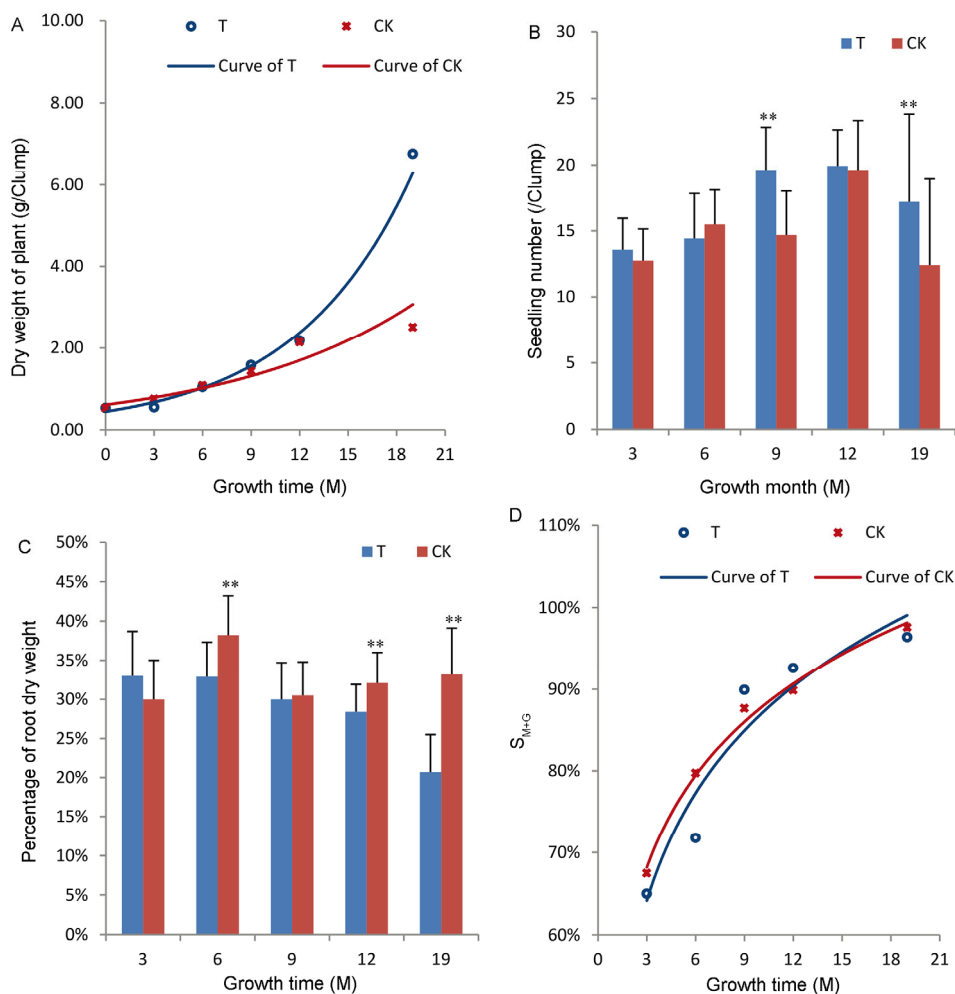 A
T
CK
Curve of T
Curve of CK
10.00
8.00
6.00
4.00
2.00
0.00
Dry weight of plant (g/Clump)
0 3 6 9 12 15 18 21
Growth time (M)
B
T
CK
30
25
20
15
10
5
0
Seedling number (/Clump)
**
**
3 6 9 12 19
Growth month (M)
C
T
CK
50%
45%
40%
35%
30%
25%
20%
15%
10%
5%
0%
Percentage of root dry weight
**
**
**
3 6 9 12 19
Growth time (M)
D
T
CK
Curve of T
Curve of CK
110%
100%
90%
80%
70%
60%
SM+G
0 3 6 9 12 15 18 21
Growth time (M)